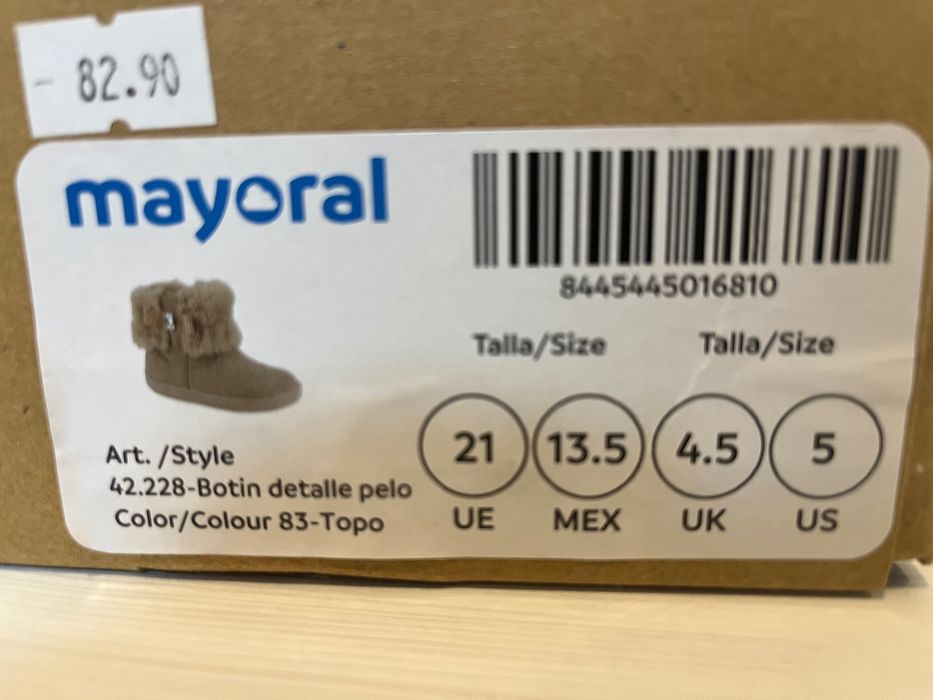 - 82.90
mayoral
8445445016810
Talla/Size Talla/Size
21 13.5 4.5 5
UE MEX UK US
Art. /Style
42.228-Botin detalle pelo
Color/Colour 83-Topo